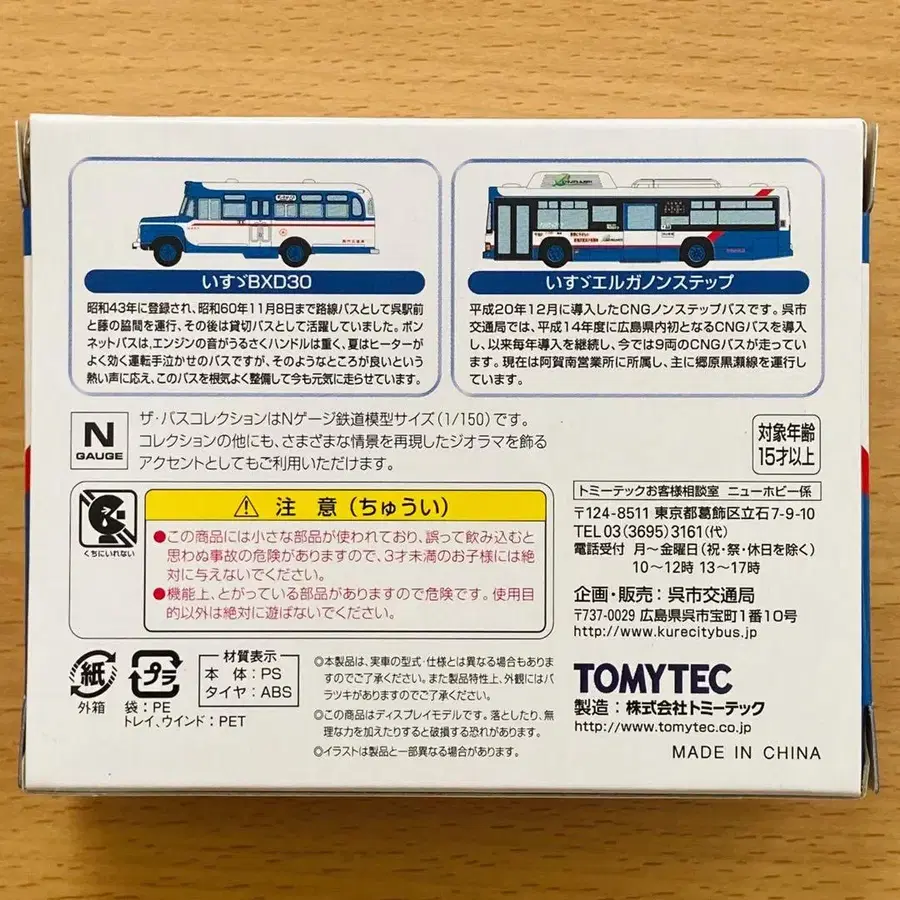 いすゞBXD30
昭和43年に登録され、昭和60年11月8日まで路線バスとして呉駅前
と藤の脇間を運行、その後は貸切バスとして活躍していました。ボン
ネットバスは、エンジンの音がうるさくハンドルは重く、夏はヒーターが
よく効く運転手泣かせのバスですが、そのようなところが良いという
熱い声に応え、このバスを根気よく整備して今も元気に走らせています。
いすゞエルガノンステップ
平成20年12月に導入したCNGノンステップバスです。呉市
交通局では、平成14年度に広島県内初となるCNGバスを導入
し、以来毎年導入を継続し、今では9両のCNGバスが走ってい
ます。現在は阿賀南営業所に所属し、主に郷原黒瀬線を運行し
ています。
N
GAUGE
ザ・バスコレクションはNゲージ鉄道模型サイズ(1/150)です。
コレクションの他にも、さまざまな情景を再現したジオラマを飾る
アクセントとしてもご利用いただけます。
対象年齢
15才以上
くちにいれない
注 意 (ちゅうい)
●この商品には小さな部品が使われており、誤って飲み込むと
思わぬ事故の危険がありますので、3才未満のお子様には絶
対に与えないでください。
●機能上、とがっている部品がありますので危険です。使用目
的以外は絶対に遊ばないでください。
トミーテックお客様相談室 ニューホビー係
〒124-8511 東京都葛飾区立石7-9-10
TEL03(3695)3161(代)
電話受付 月〜金曜日(祝・祭・休日を除く)
10〜12時 13〜17時
企画・販売:呉市交通局
〒737-0029 広島県呉市宝町1番10号
http://www.kurecitybus.jp
紙
外箱
プラ
袋:PE
トレイ、ウインド:PET
材質表示
本 体:PS
タイヤ:ABS
◎本製品は、実車の型式・仕様とは異なる場合もありま
すのでご了承ください。また製品特性上、外観にはバ
ラツキがありますのでご了承ください。
◎この商品はディスプレイモデルです。落としたり、無
理な力を加えたりすると破損する恐れがあります。
◎イラストは製品と一部異なる場合があります。
TOMYTEC
製造:株式会社トミーテック
http://www.tomytec.co.jp
MADE IN CHINA